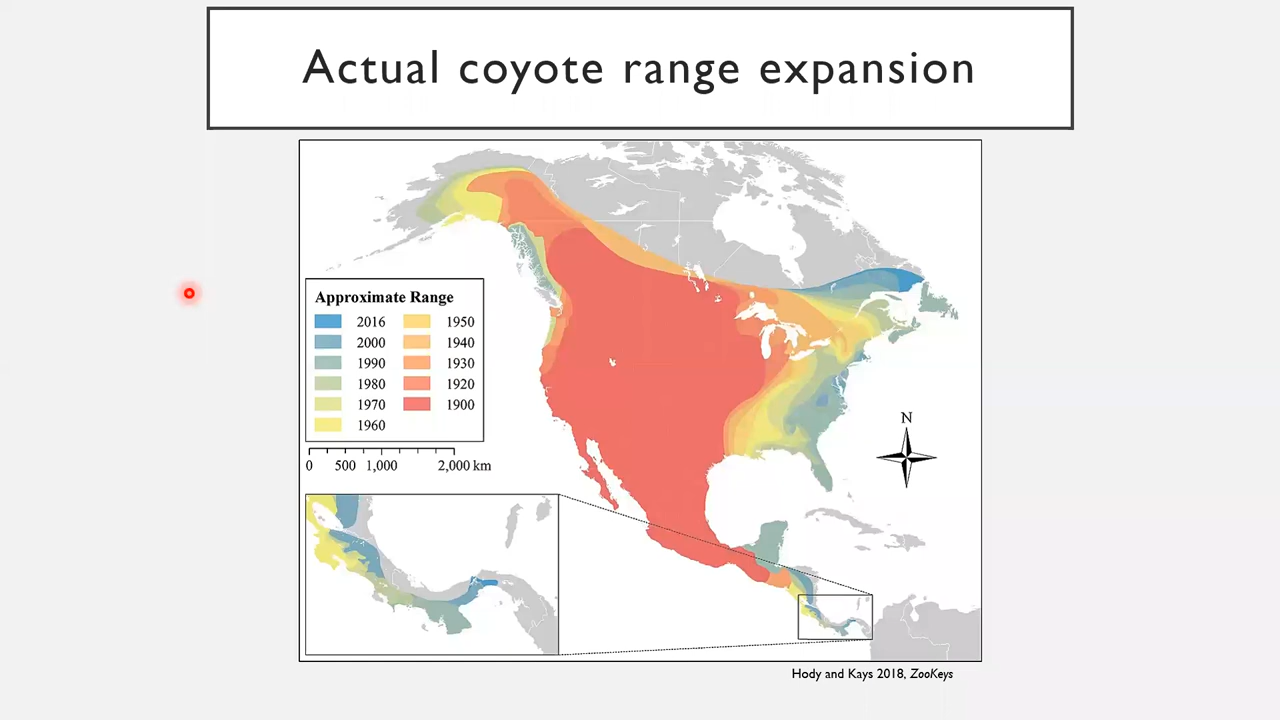 Actual coyote range expansion
Approximate Range
2016 1950
2000 1940
1990 1930
1980 1920
1970 1900
1960
N
0 500 1,000 2,000 km
Hody and Kays 2018, ZooKeys